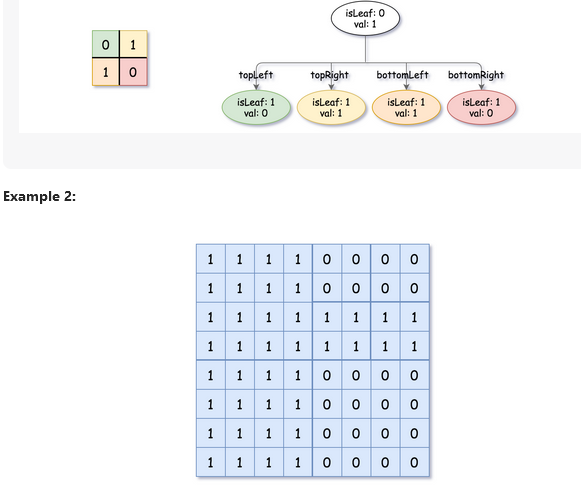 isLeaf: 0
val: 1
0 1
1 0
topLeft topRight bottomLeft bottomRight
isLeaf: 1 isLeaf: 1 isLeaf: 1 isLeaf: 1
val: 0 val: 1 val: 1 val: 0
Example 2:
1 1 1 1 0 0 0 0
1 1 1 1 0 0 0 0
1 1 1 1 1 1 1 1
1 1 1 1 1 1 1 1
1 1 1 1 0 0 0 0
1 1 1 1 0 0 0 0
1 1 1 1 0 0 0 0
1 1 1 1 0 0 0 0